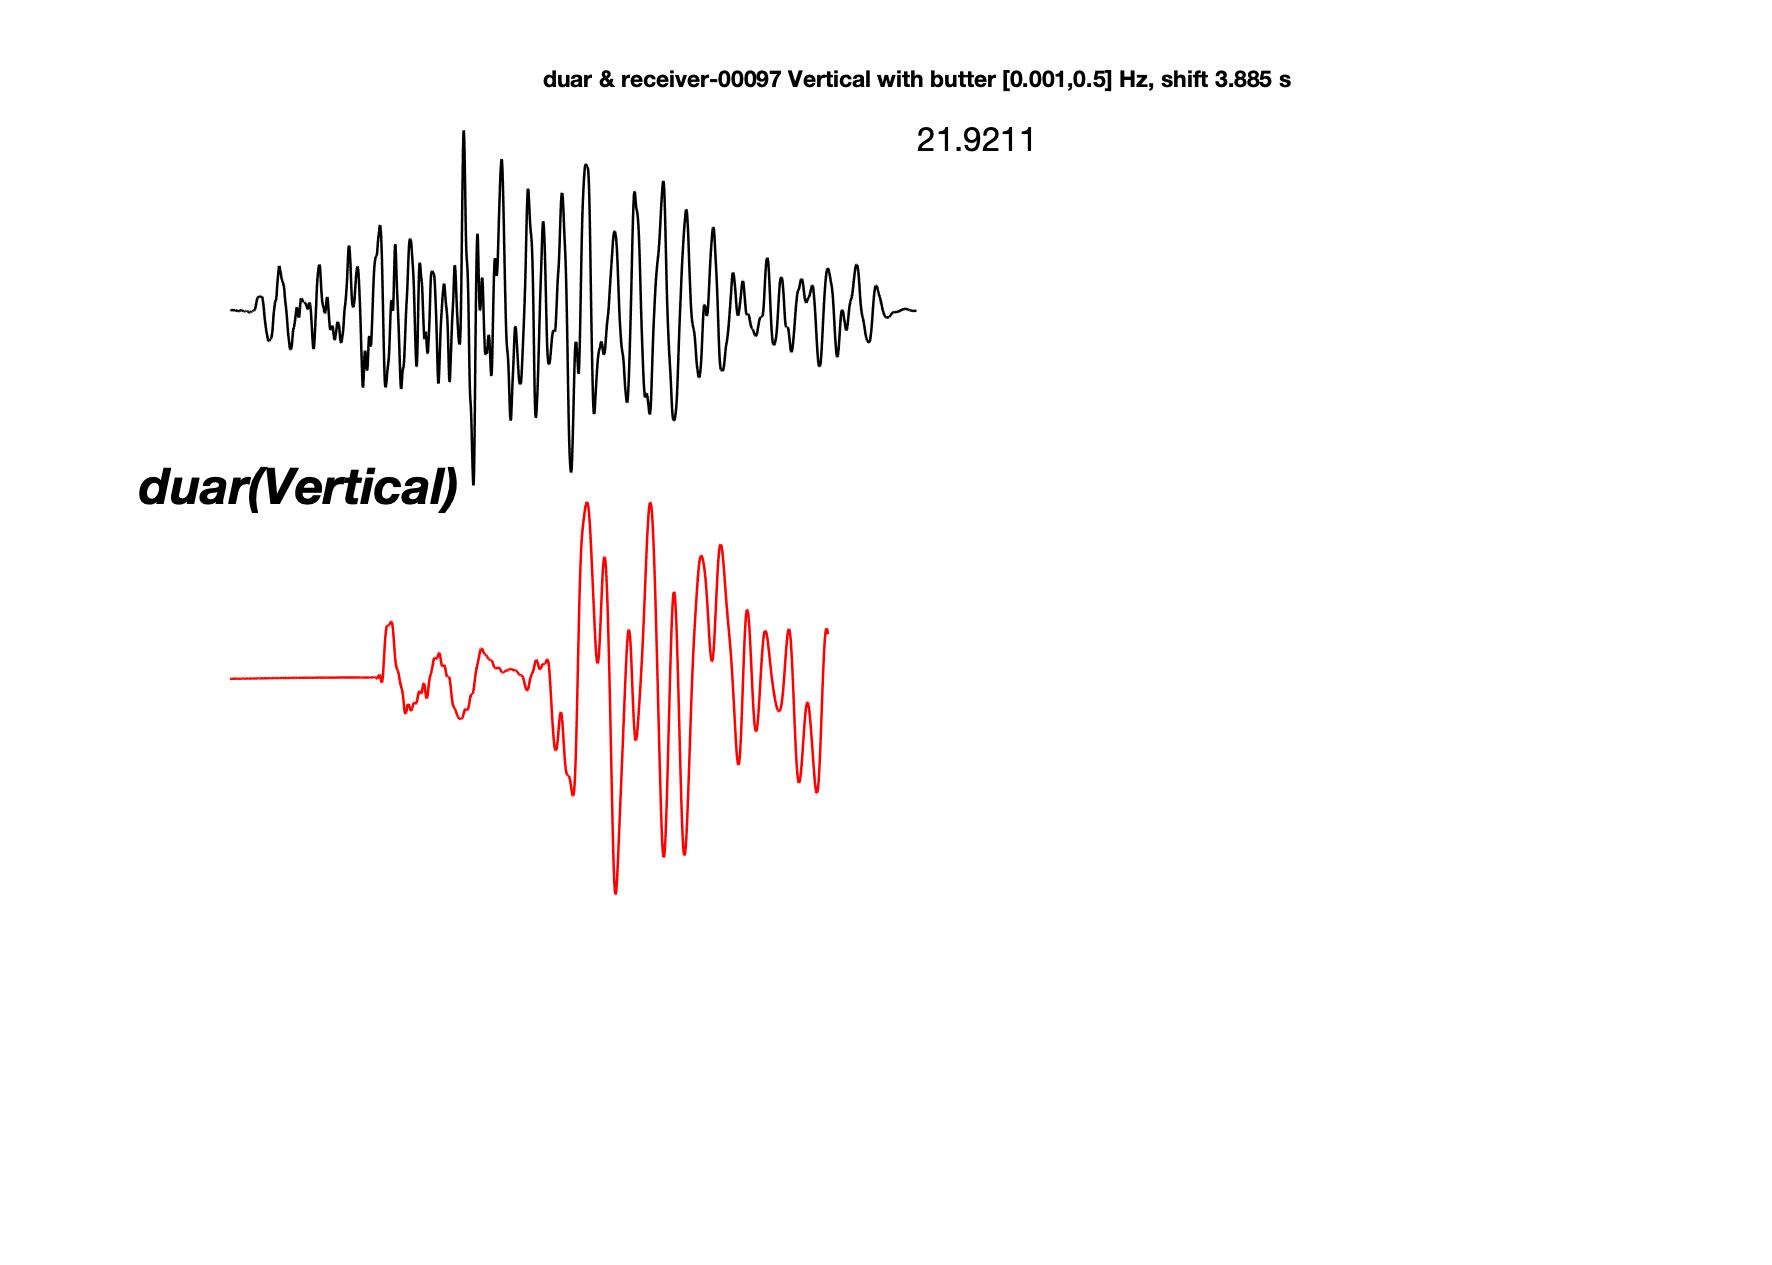 duar & receiver-00097 Vertical with butter [0.001,0.5] Hz, shift 3.885 s
21.9211
duar(Vertical)